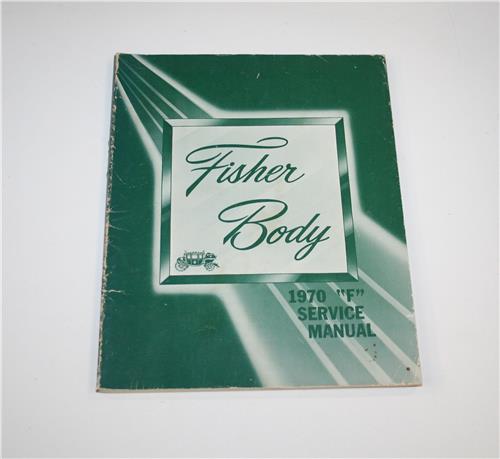 Fisher
Body
1970 "F"
SERVICE
MANUAL